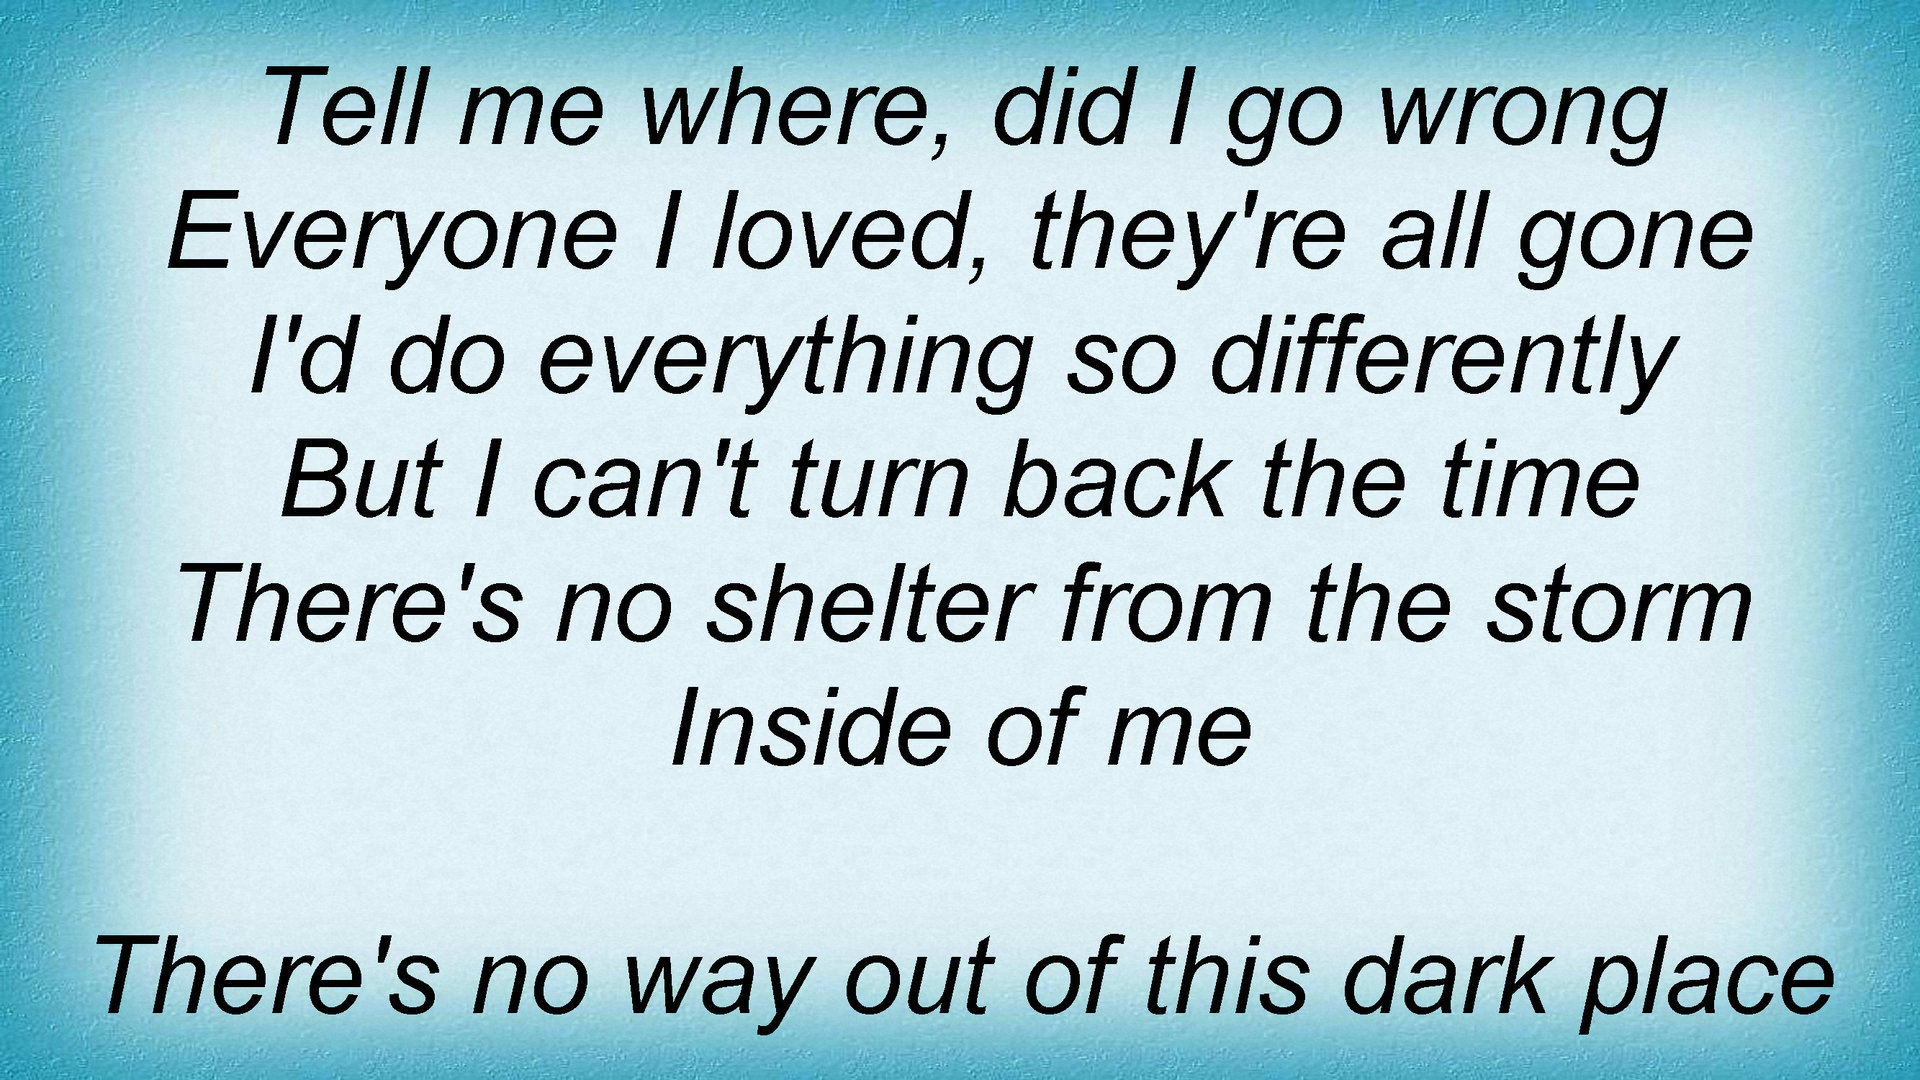 Tell me where, did I go wrong
Everyone I loved, they're all gone
I'd do everything so differently
But I can't turn back the time
There's no shelter from the storm
Inside of me
There's no way out of this dark place